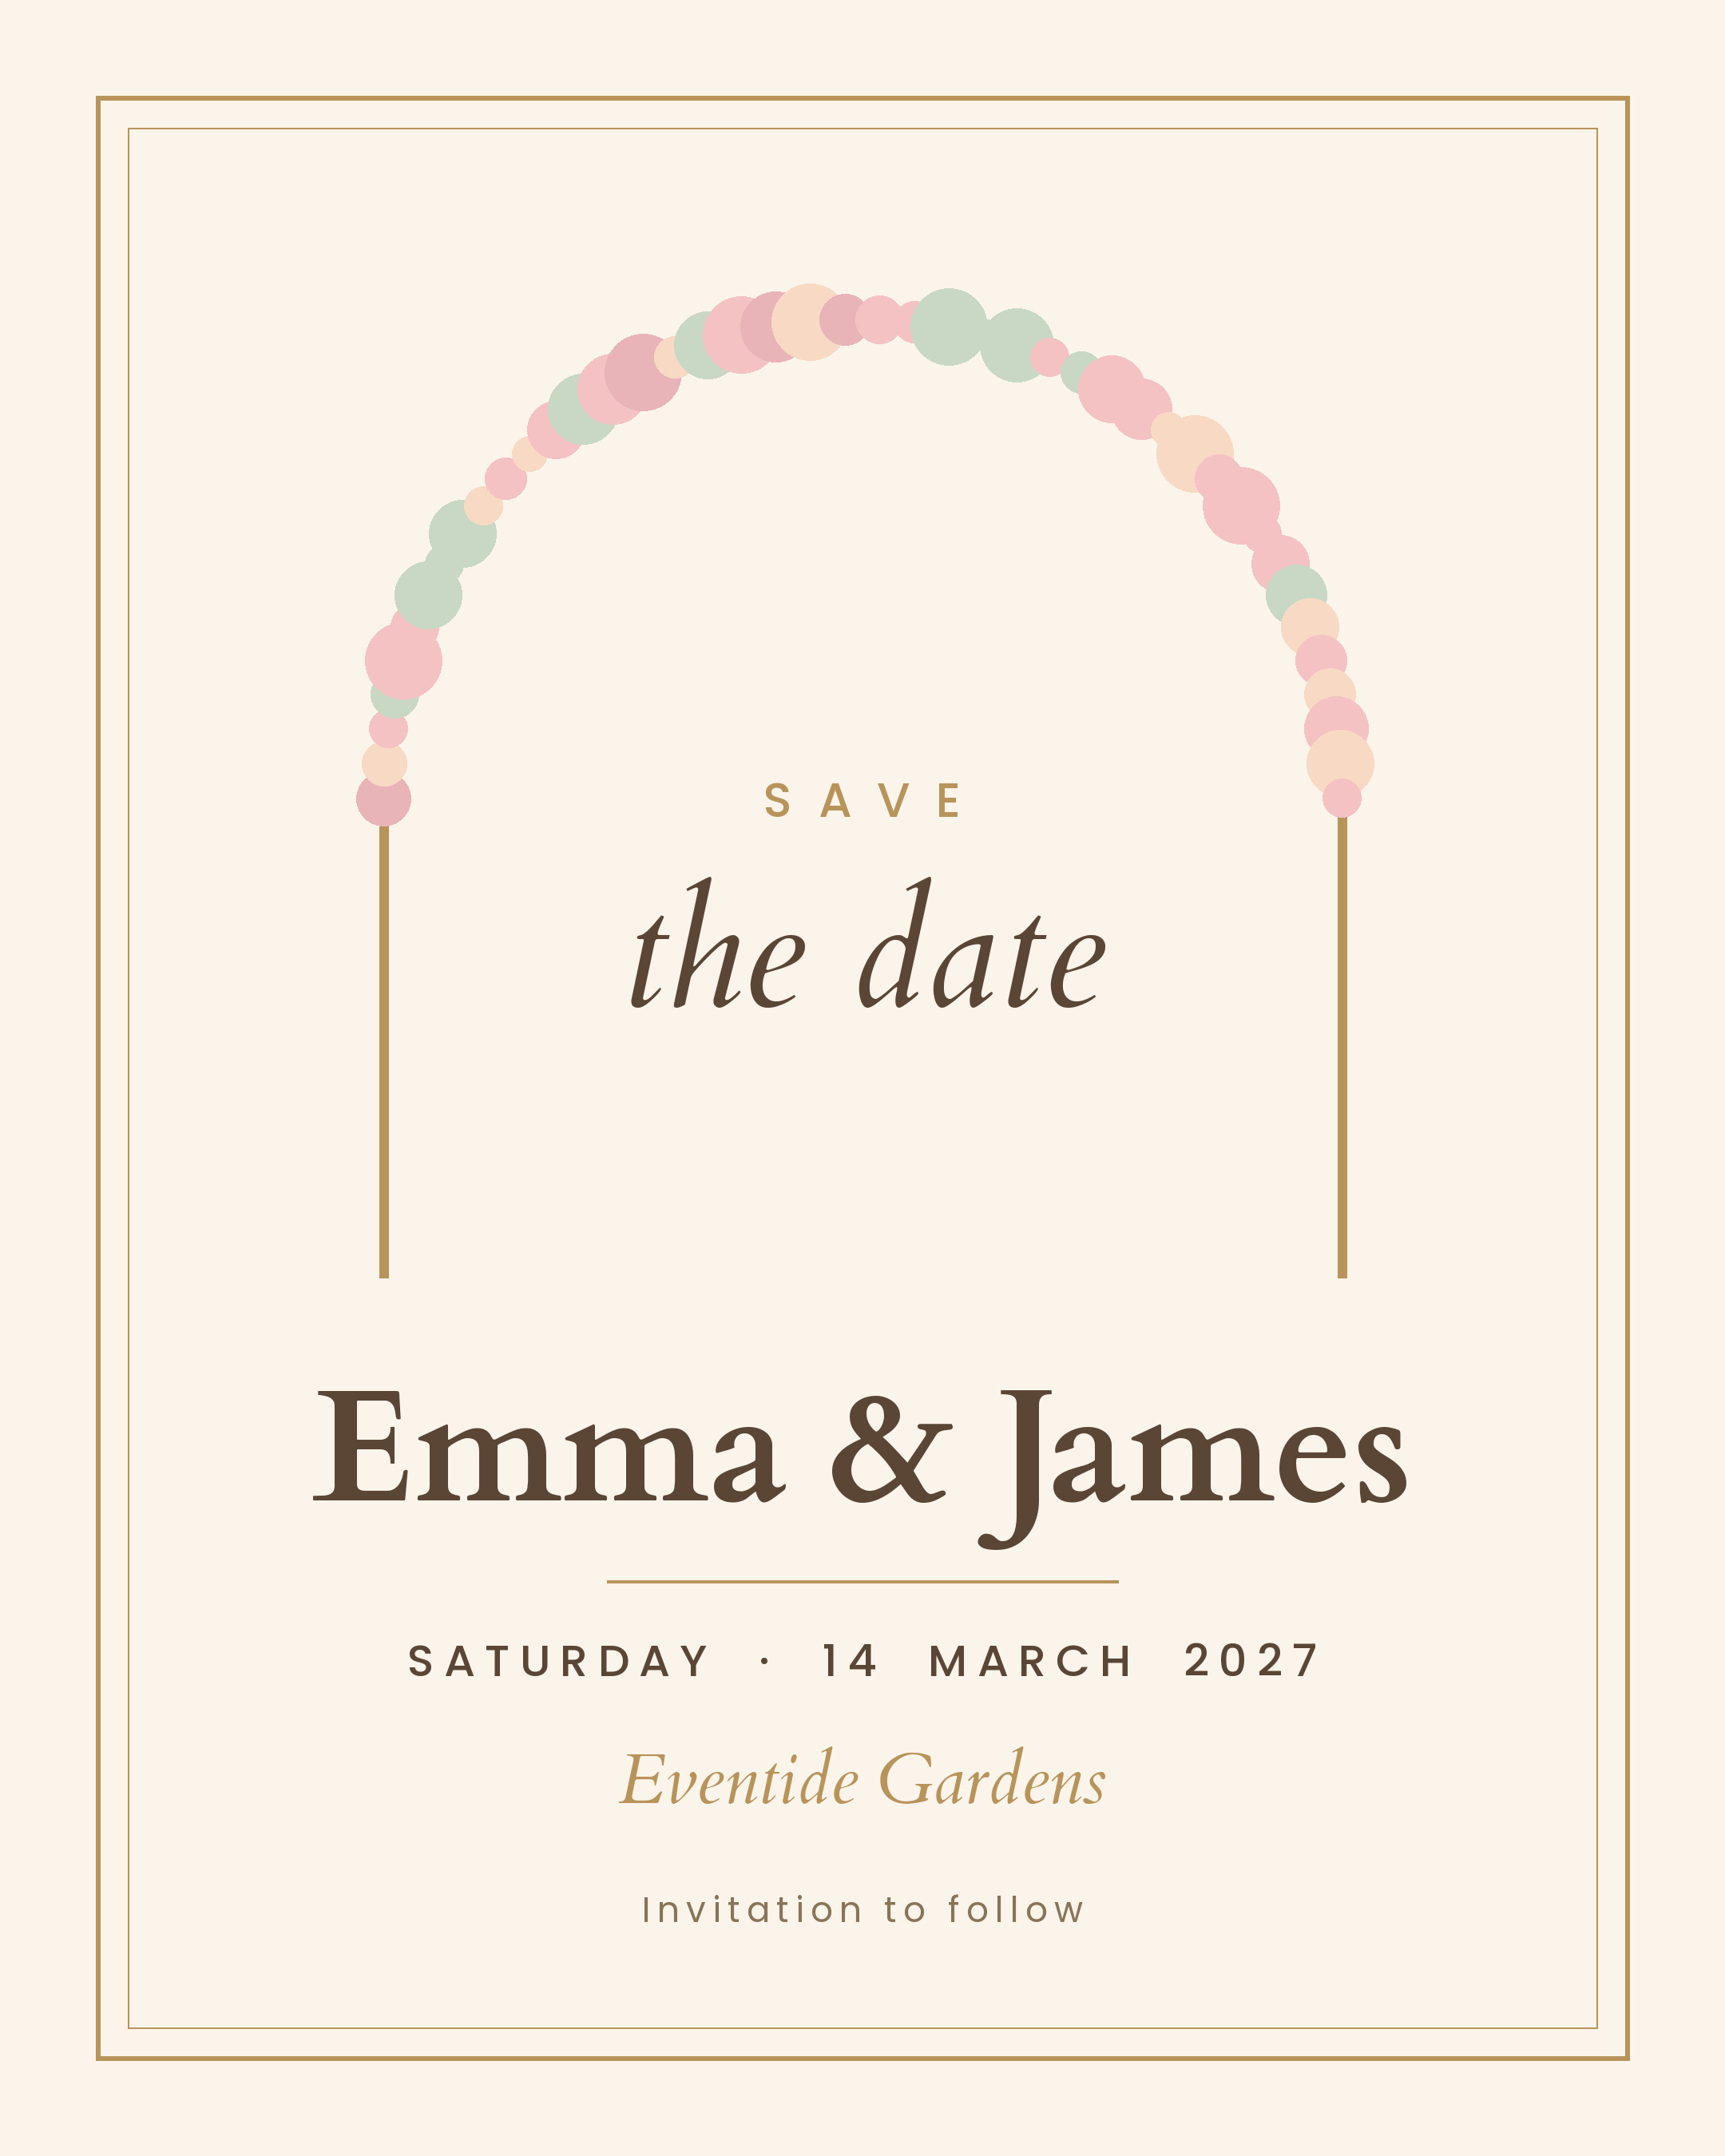 SAVE
the date
Emma & James
SATURDAY · 14 MARCH 2027
Eventide Gardens
Invitation to follow